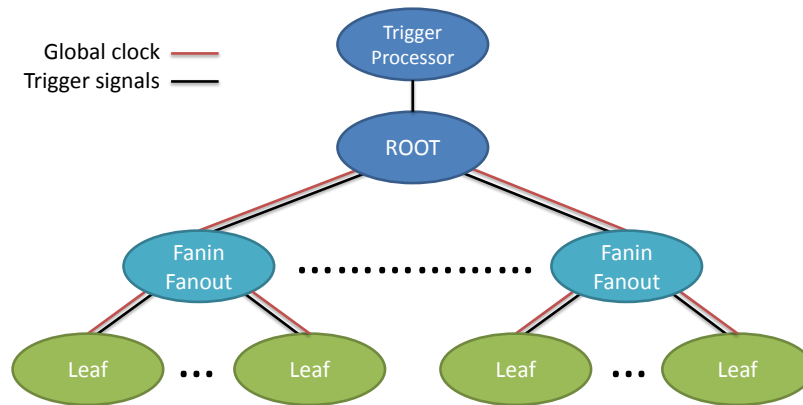 Trigger
Processor
Global clock
Trigger signals
ROOT
Fanin
Fanout
Fanin
Fanout
Leaf
...
Leaf
Leaf
...
Leaf